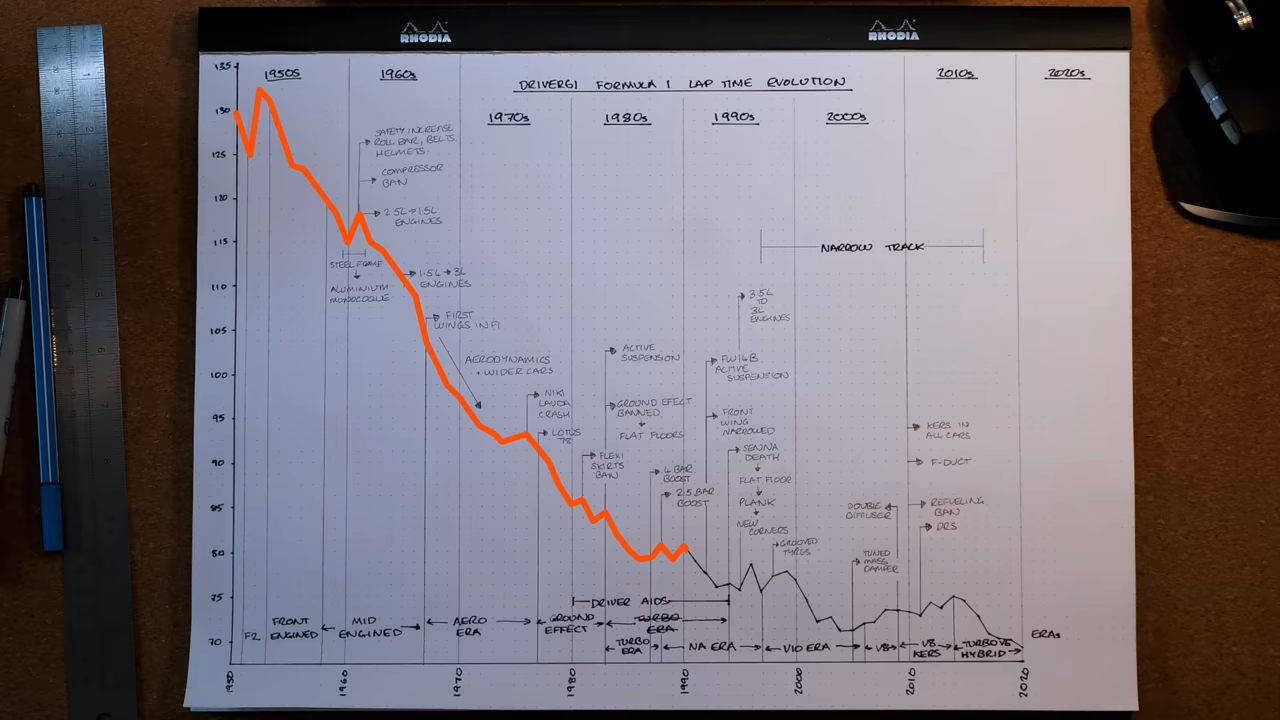 RHODIA
RHODIA
DRIVER61 FORMULA 1 LAP TIME EVOLUTION
1950s
1960s
1970s
1980s
1990s
2000s
2010s
2020s
135
130
125
120
115
110
105
100
95
90
85
80
75
70
SAFETY INCREASE
ROLL BAR, BELTS,
HELMETS.
COMPRESSOR
BAN
2.5L → 1.5L
ENGINES
STEEL FRAME
ALUMINIUM
MONOCOQUE
1.5L → 3L
ENGINES
FIRST
WINGS IN F1
AERODYNAMICS
+ WIDER CARS
NIKI
LAUDA
CRASH
LOTUS
78
FLEXI
SKIRTS
BAN
ACTIVE
SUSPENSION
GROUND EFFECT
BANNED
FLAT FLOORS
4 BAR
BOOST
2.5 BAR
BOOST
NARROW TRACK
3.5L
TO
3L
ENGINES
FW14B
ACTIVE
SUSPENSION
FRONT
WING
NARROWED
SENNA
DEATH
FLAT FLOOR
PLANK
NEW
CORNERS
GROOVED
TYRES
DOUBLE
DIFFUSER
TUNED
MASS
DAMPER
KERS IN
ALL CARS
F-DUCT
REFUELING
BAN
DRS
DRIVER AIDS
F2
FRONT
ENGINED
MID
ENGINED
AERO
ERA
GROUND
EFFECT
TURBO
ERA
TURBO
ERA
NA ERA
V10 ERA
V8
V8
KERS
TURBO V6
HYBRID
ERAs
1950
1960
1970
1980
1990
2000
2010
2020